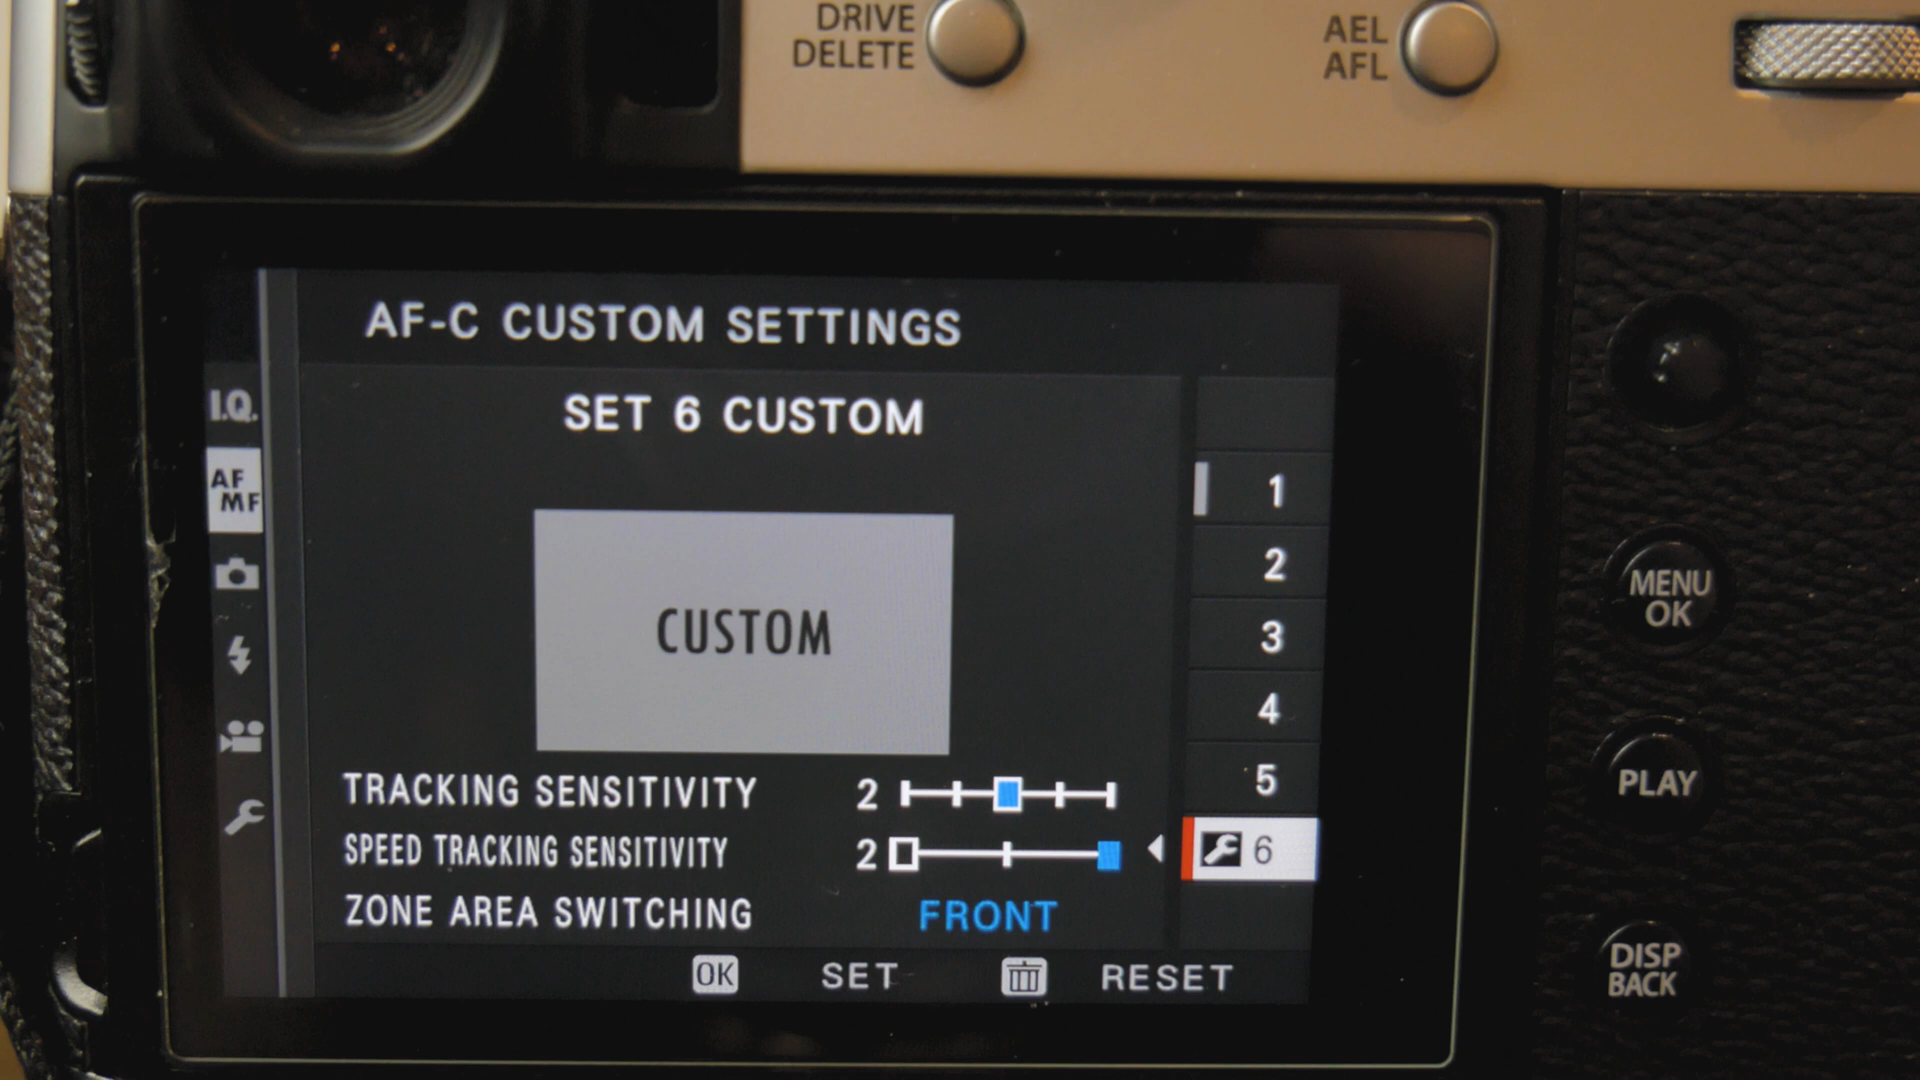 DRIVE
DELETE
AEL
AFL
AF-C CUSTOM SETTINGS
I.Q.
AF
MF
SET 6 CUSTOM
CUSTOM
1
2
3
4
5
6
TRACKING SENSITIVITY 2
SPEED TRACKING SENSITIVITY 2
ZONE AREA SWITCHING FRONT
OK SET RESET
MENU
OK
PLAY
DISP
BACK